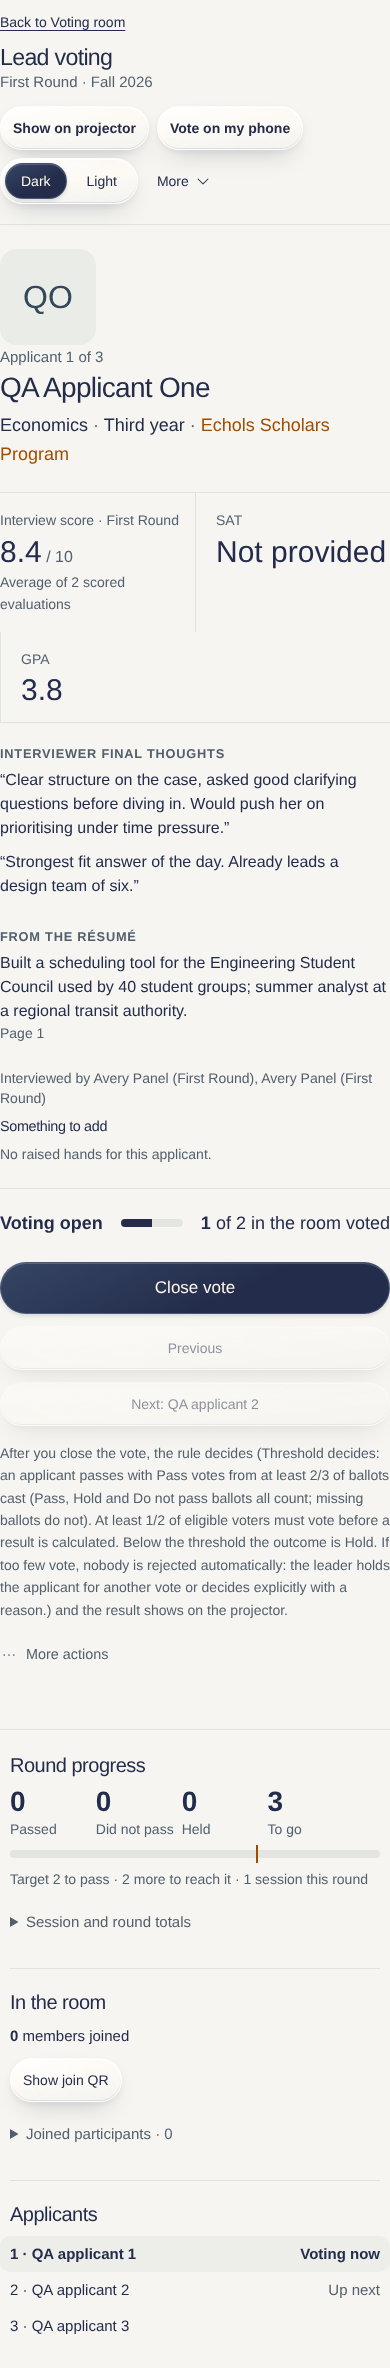 Back to Voting room
Lead voting
First Round · Fall 2026
Show on projector
Vote on my phone
Dark
Light
More
QO
Applicant 1 of 3
QA Applicant One
Economics · Third year · Echols Scholars
Program
Interview score · First Round
8.4 / 10
Average of 2 scored
evaluations
SAT
Not provided
GPA
3.8
INTERVIEWER FINAL THOUGHTS
“Clear structure on the case, asked good clarifying
questions before diving in. Would push her on
prioritising under time pressure.”
“Strongest fit answer of the day. Already leads a
design team of six.”
FROM THE RÉSUMÉ
Built a scheduling tool for the Engineering Student
Council used by 40 student groups; summer analyst at
a regional transit authority.
Page 1
Interviewed by Avery Panel (First Round), Avery Panel (First
Round)
Something to add
No raised hands for this applicant.
Voting open
1 of 2 in the room voted
Close vote
Previous
Next: QA applicant 2
After you close the vote, the rule decides (Threshold decides:
an applicant passes with Pass votes from at least 2/3 of ballots
cast (Pass, Hold and Do not pass ballots all count; missing
ballots do not). At least 1/2 of eligible voters must vote before a
result is calculated. Below the threshold the outcome is Hold. If
too few vote, nobody is rejected automatically: the leader holds
the applicant for another vote or decides explicitly with a
reason.) and the result shows on the projector.
··· More actions
Round progress
0 0 0 3
Passed Did not pass Held To go
Target 2 to pass · 2 more to reach it · 1 session this round
Session and round totals
In the room
0 members joined
Show join QR
Joined participants · 0
Applicants
1 · QA applicant 1 Voting now
2 · QA applicant 2 Up next
3 · QA applicant 3